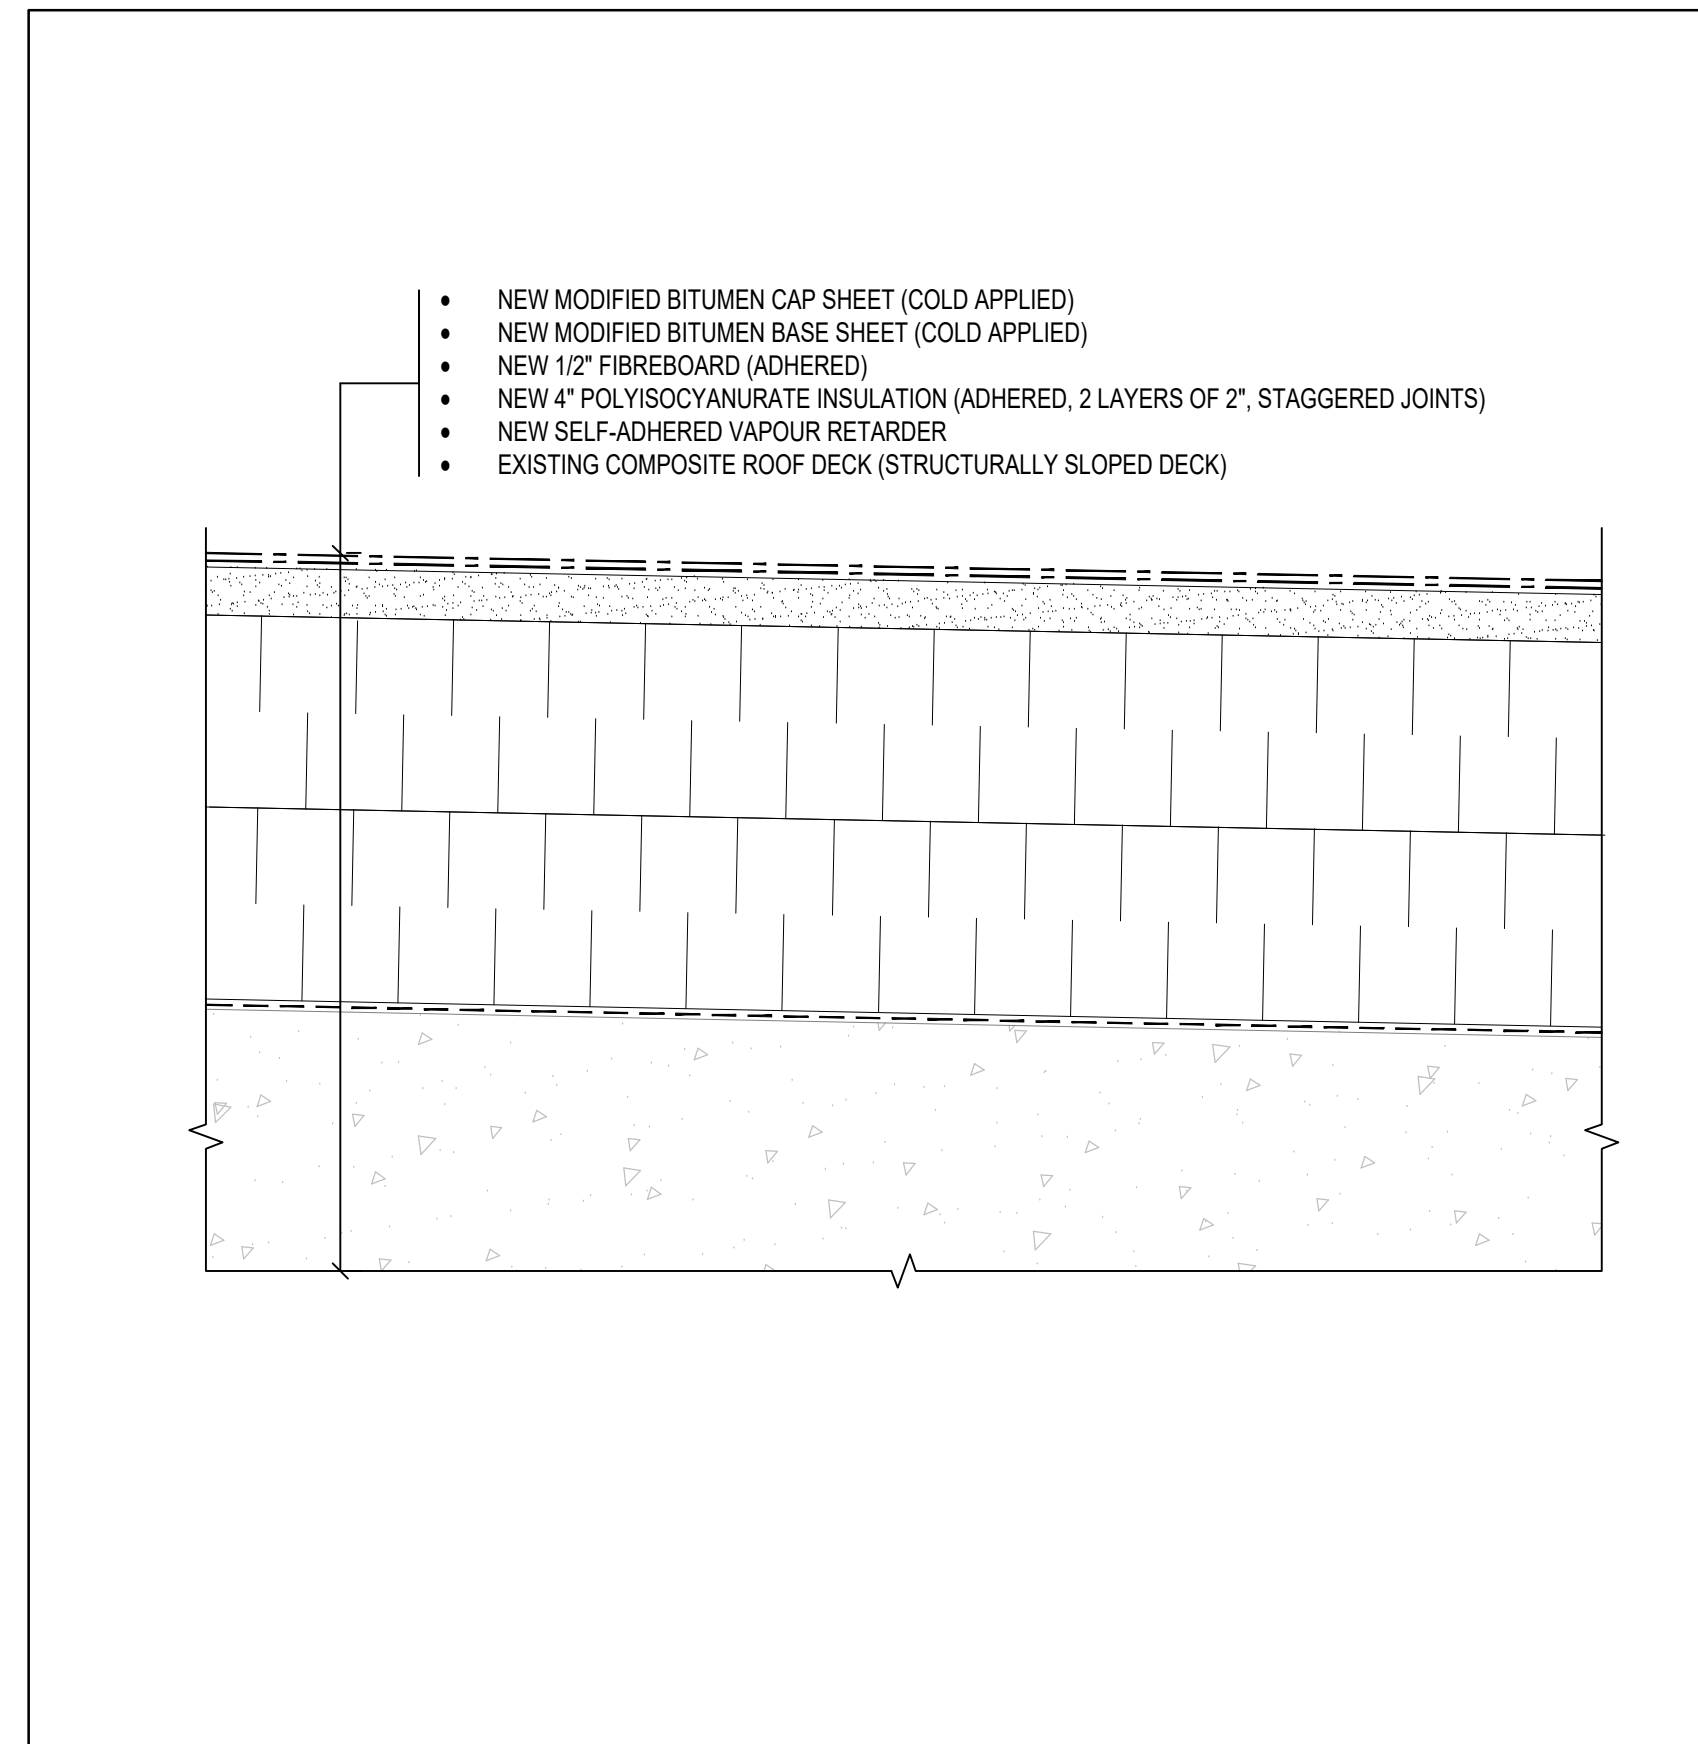 • NEW MODIFIED BITUMEN CAP SHEET (COLD APPLIED)
• NEW MODIFIED BITUMEN BASE SHEET (COLD APPLIED)
• NEW 1/2" FIBREBOARD (ADHERED)
• NEW 4" POLYISOCYANURATE INSULATION (ADHERED, 2 LAYERS OF 2", STAGGERED JOINTS)
• NEW SELF-ADHERED VAPOUR RETARDER
• EXISTING COMPOSITE ROOF DECK (STRUCTURALLY SLOPED DECK)